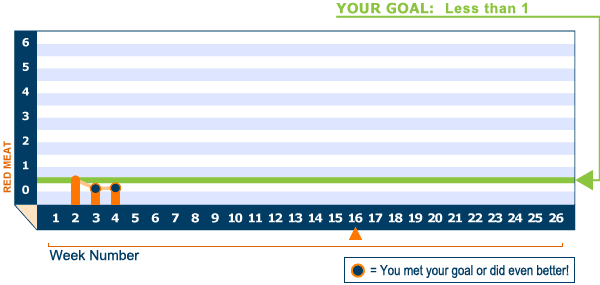 YOUR GOAL: Less than 1
6
5
4
3
2
1
0
RED MEAT
1 2 3 4 5 6 7 8 9 10 11 12 13 14 15 16 17 18 19 20 21 22 23 24 25 26
Week Number
= You met your goal or did even better!